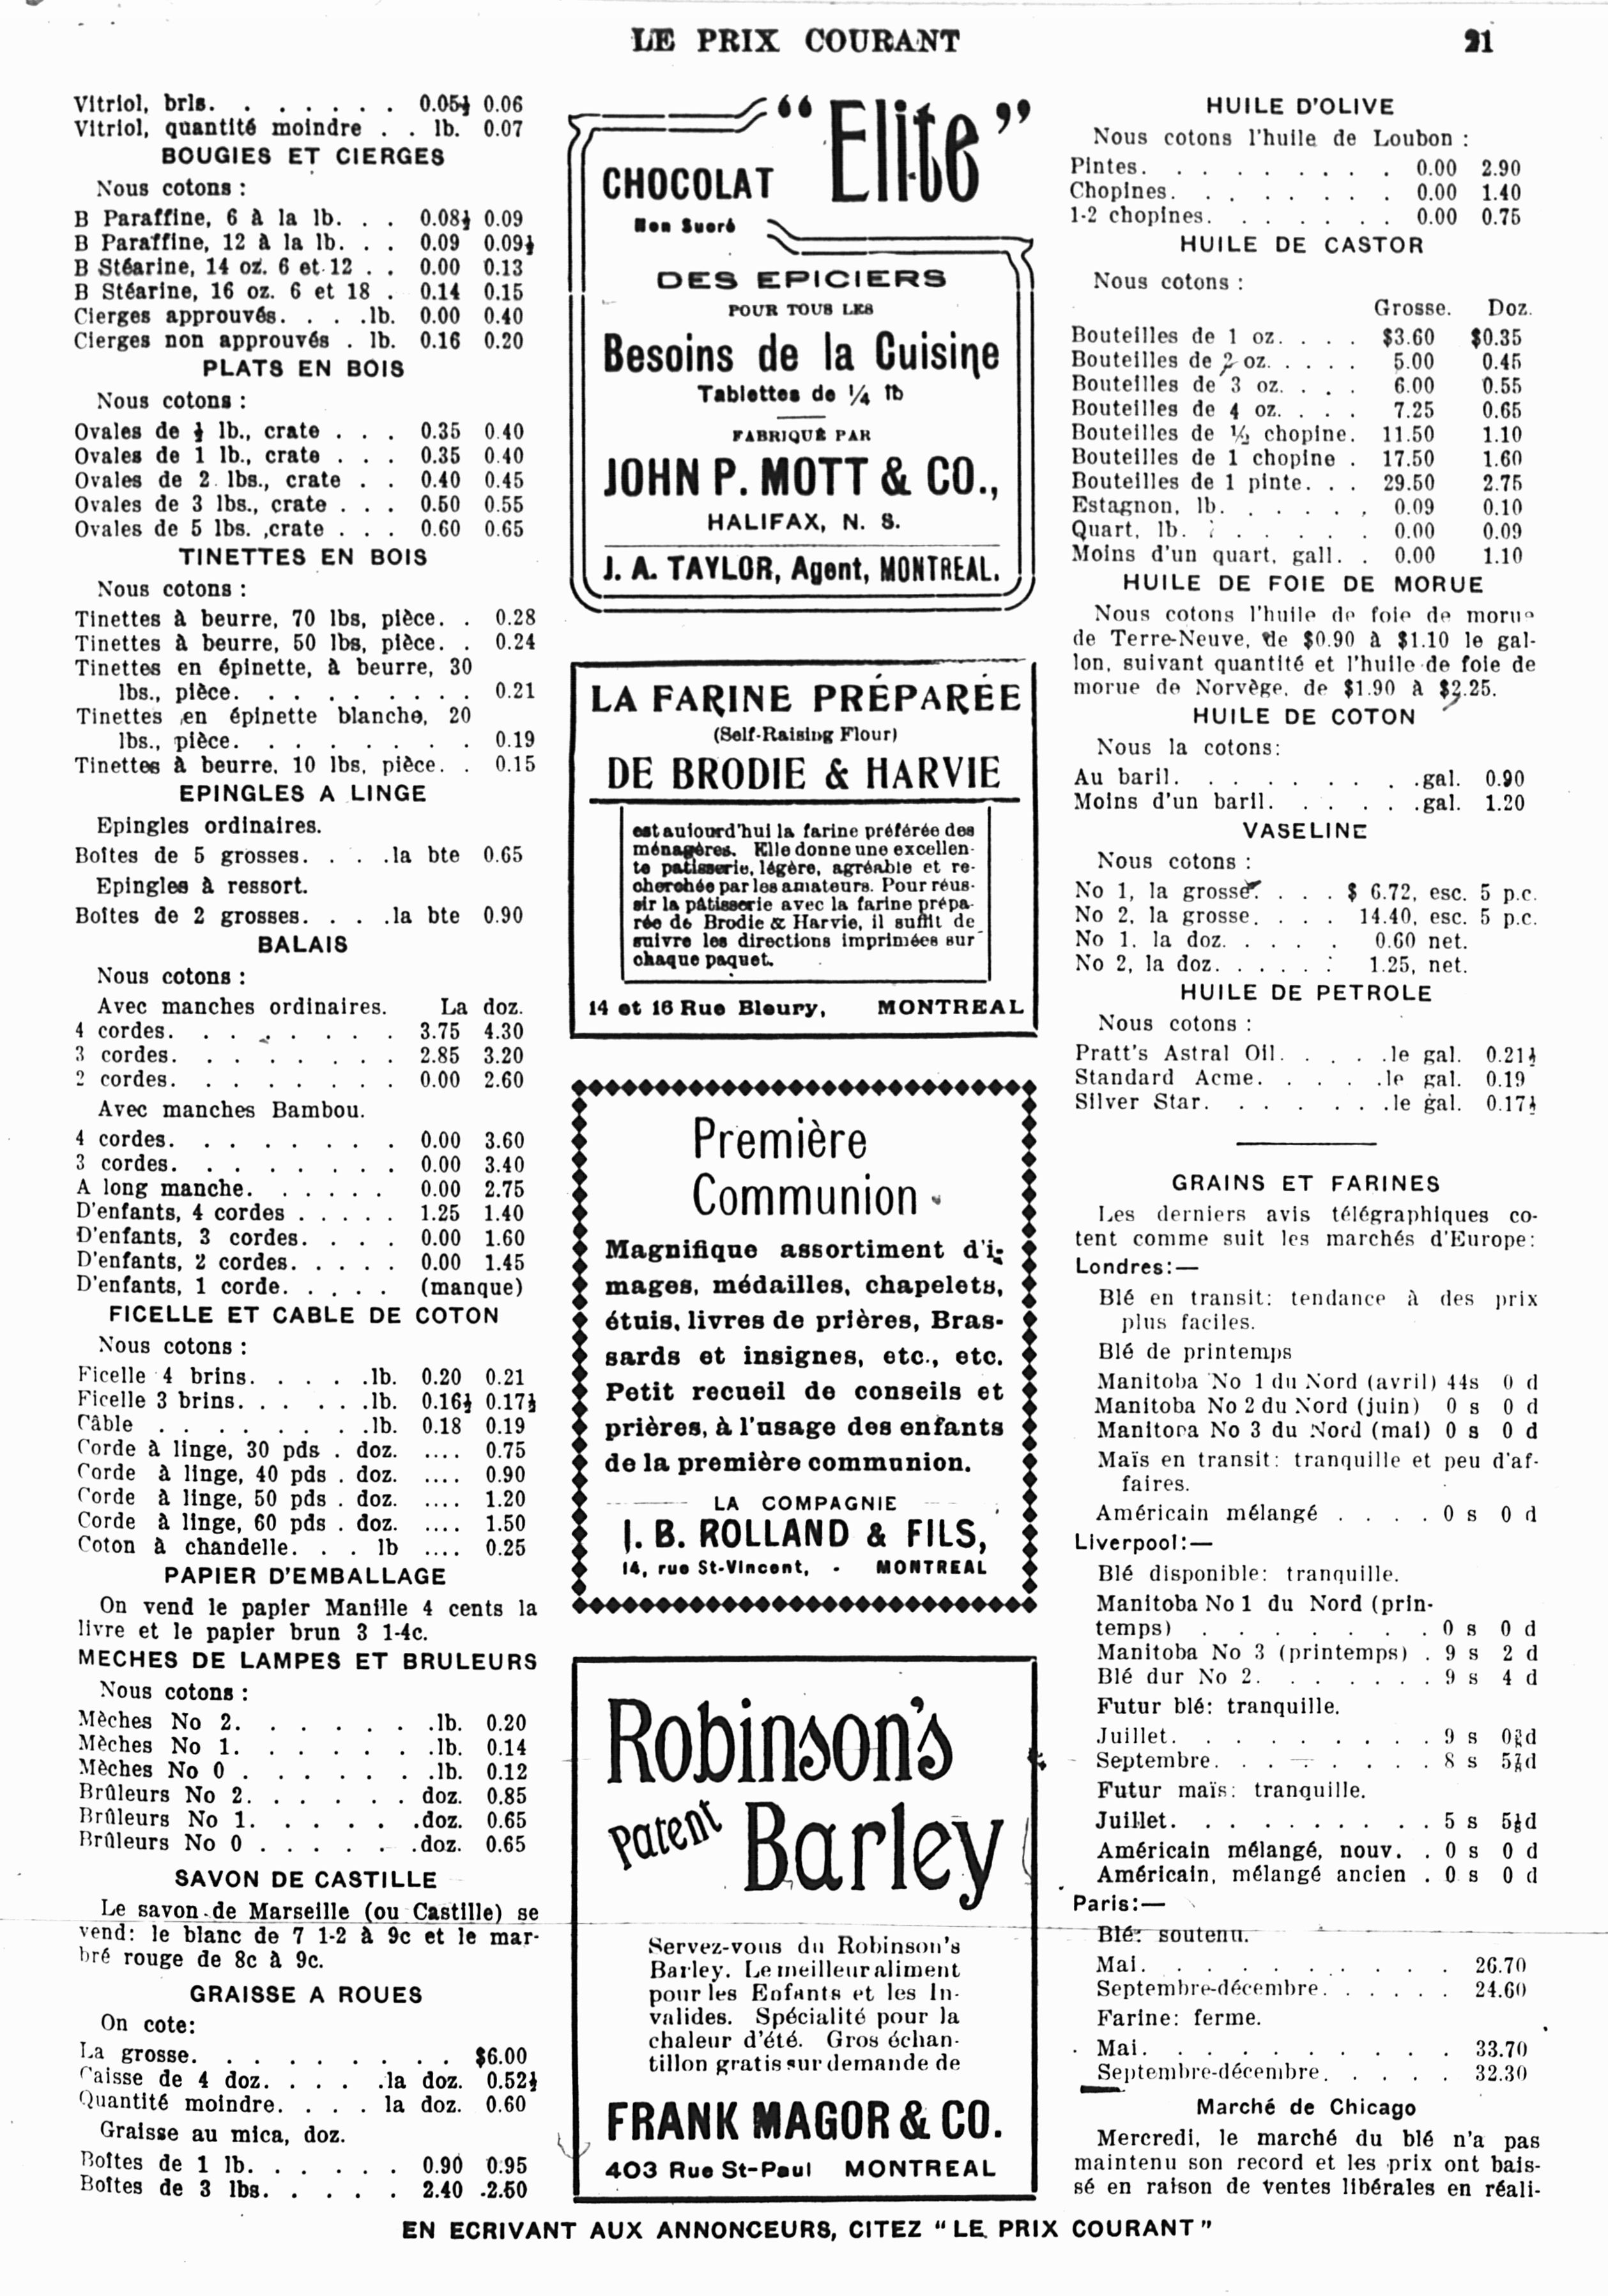 LE PRIX COURANT 21
Vitriol, brls. . . . . . . 0.05½ 0.06
Vitriol, quantité moindre . . lb. 0.07
BOUGIES ET CIERGES
Nous cotons :
B Paraffine, 6 à la lb. . . 0.08½ 0.09
B Paraffine, 12 à la lb. . . 0.09 0.09½
B Stéarine, 14 oz. 6 et 12 . . 0.00 0.13
B Stéarine, 16 oz. 6 et 18 . 0.14 0.15
Cierges approuvés. . . .lb. 0.00 0.40
Cierges non approuvés . lb. 0.16 0.20
PLATS EN BOIS
Nous cotons :
Ovales de ½ lb., crate . . . 0.35 0.40
Ovales de 1 lb., crate . . . 0.35 0.40
Ovales de 2 lbs., crate . . 0.40 0.45
Ovales de 3 lbs., crate . . . 0.50 0.55
Ovales de 5 lbs. ,crate . . . 0.60 0.65
TINETTES EN BOIS
Nous cotons :
Tinettes à beurre, 70 lbs, pièce. . 0.28
Tinettes à beurre, 50 lbs, pièce. . 0.24
Tinettes en épinette, à beurre, 30
lbs., pièce. . . . . . . . . 0.21
Tinettes en épinette blanche, 20
lbs., pièce. . . . . . . . . 0.19
Tinettes à beurre, 10 lbs, pièce. . 0.15
EPINGLES A LINGE
Epingles ordinaires.
Boîtes de 5 grosses. . . .la bte 0.65
Epingles à ressort.
Boîtes de 2 grosses. . . .la bte 0.90
BALAIS
Nous cotons :
Avec manches ordinaires. La doz.
4 cordes. . . . . . . . 3.75 4.30
3 cordes. . . . . . . . 2.85 3.20
2 cordes. . . . . . . . 0.00 2.60
Avec manches Bambou.
4 cordes. . . . . . . . 0.00 3.60
3 cordes. . . . . . . . 0.00 3.40
A long manche. . . . . . 0.00 2.75
D'enfants, 4 cordes . . . . . 1.25 1.40
D'enfants, 3 cordes. . . . 0.00 1.60
D'enfants, 2 cordes. . . . . 0.00 1.45
D'enfants, 1 corde. . . . . (manque)
FICELLE ET CABLE DE COTON
Nous cotons :
Ficelle 4 brins. . . . .lb. 0.20 0.21
Ficelle 3 brins. . . . .lb. 0.16½ 0.17½
Câble . . . . . . . .lb. 0.18 0.19
Corde à linge, 30 pds . doz. .... 0.75
Corde à linge, 40 pds . doz. .... 0.90
Corde à linge, 50 pds . doz. .... 1.20
Corde à linge, 60 pds . doz. .... 1.50
Coton à chandelle. . . lb .... 0.25
PAPIER D'EMBALLAGE
On vend le papier Manille 4 cents la
livre et le papier brun 3 1-4c.
MECHES DE LAMPES ET BRULEURS
Nous cotons :
Mèches No 2. . . . . . .lb. 0.20
Mèches No 1. . . . . . .lb. 0.14
Mèches No 0 . . . . . .lb. 0.12
Brûleurs No 2. . . . . . doz. 0.85
Brûleurs No 1. . . . . .doz. 0.65
Brûleurs No 0 . . . . . .doz. 0.65
SAVON DE CASTILLE
Le savon de Marseille (ou Castille) se
vend: le blanc de 7 1-2 à 9c et le mar-
bré rouge de 8c à 9c.
GRAISSE A ROUES
On cote:
La grosse. . . . . . . . . $6.00
Caisse de 4 doz. . . . .la doz. 0.52½
Quantité moindre. . . . la doz. 0.60
Graisse au mica, doz.
Boîtes de 1 lb. . . . . . 0.90 0.95
Boîtes de 3 lbs. . . . . 2.40 2.50
"Elite"
CHOCOLAT
Non Sucré
DES EPICIERS
POUR TOUS LES
Besoins de la Cuisine
Tablettes de ¼ lb
FABRIQUÉ PAR
JOHN P. MOTT & CO.,
HALIFAX, N. S.
J. A. TAYLOR, Agent, MONTREAL.
LA FARINE PRÉPARÉE
(Self-Raising Flour)
DE BRODIE & HARVIE
est aujourd'hui la farine préférée des
ménagères. Elle donne une excellen-
te patisserie, légère, agréable et re-
cherchée par les amateurs. Pour réus-
sir la pâtisserie avec la farine prépa-
rée de Brodie & Harvie, il suffit de
suivre les directions imprimées sur
chaque paquet.
14 et 16 Rue Bleury, MONTREAL
Première
Communion
Magnifique assortiment d'i-
mages, médailles, chapelets,
étuis, livres de prières, Bras-
sards et insignes, etc., etc.
Petit recueil de conseils et
prières, à l'usage des enfants
de la première communion.
LA COMPAGNIE
J. B. ROLLAND & FILS,
14, rue St-Vincent, - MONTREAL
Robinson's
Patent Barley
Servez-vous du Robinson's
Barley. Le meilleur aliment
pour les Enfants et les In-
valides. Spécialité pour la
chaleur d'été. Gros échan-
tillon gratis sur demande de
FRANK MAGOR & CO.
403 Rue St-Paul MONTREAL
HUILE D'OLIVE
Nous cotons l'huile de Loubon :
Pintes. . . . . . . . . 0.00 2.90
Chopines. . . . . . . . 0.00 1.40
1-2 chopines. . . . . . . 0.00 0.75
HUILE DE CASTOR
Nous cotons :
Grosse. Doz.
Bouteilles de 1 oz. . . . $3.60 $0.35
Bouteilles de 2 oz. . . . . 5.00 0.45
Bouteilles de 3 oz. . . . 6.00 0.55
Bouteilles de 4 oz. . . . 7.25 0.65
Bouteilles de ½ chopine. 11.50 1.10
Bouteilles de 1 chopine . 17.50 1.60
Bouteilles de 1 pinte. . . 29.50 2.75
Estagnon, lb. . . . . . . 0.09 0.10
Quart, lb. . . . . . . 0.00 0.09
Moins d'un quart, gall. . 0.00 1.10
HUILE DE FOIE DE MORUE
Nous cotons l'huile de foie de morue
de Terre-Neuve, de $0.90 à $1.10 le gal-
lon, suivant quantité et l'huile de foie de
morue de Norvège, de $1.90 à $2.25.
HUILE DE COTON
Nous la cotons:
Au baril. . . . . . . . .gal. 0.90
Moins d'un baril. . . . . .gal. 1.20
VASELINE
Nous cotons :
No 1, la grosse. . . . $ 6.72, esc. 5 p.c.
No 2, la grosse. . . . 14.40, esc. 5 p.c.
No 1, la doz. . . . . 0.60 net.
No 2, la doz. . . . . . 1.25, net.
HUILE DE PETROLE
Nous cotons :
Pratt's Astral Oil. . . . .le gal. 0.21½
Standard Acme. . . . .le gal. 0.19
Silver Star. . . . . . .le gal. 0.17½
GRAINS ET FARINES
Les derniers avis télégraphiques co-
tent comme suit les marchés d'Europe:
Londres:—
Blé en transit: tendance à des prix
plus faciles.
Blé de printemps
Manitoba No 1 du Nord (avril) 44s 0 d
Manitoba No 2 du Nord (juin) 0 s 0 d
Manitora No 3 du Nord (mai) 0 s 0 d
Maïs en transit: tranquille et peu d'af-
faires.
Américain mélangé . . . . 0 s 0 d
Liverpool:—
Blé disponible: tranquille.
Manitoba No 1 du Nord (prin-
temps) . . . . . . . 0 s 0 d
Manitoba No 3 (printemps) . 9 s 2 d
Blé dur No 2. . . . . . . 9 s 4 d
Futur blé: tranquille.
Juillet. . . . . . . . . 9 s
Septembre. . . . . . . . 8 s
Futur maïs: tranquille.
Juillet. . . . . . . . . 5 s
Américain mélangé, nouv. . 0 s 0 d
Américain, mélangé ancien . 0 s 0 d
Paris:—
Blé: soutenu.
Mai. . . . . . . . . . 26.70
Septembre-décembre. . . . . . 24.60
Farine: ferme.
Mai. . . . . . . . . . 33.70
Septembre-décembre. . . . . 32.30
Marché de Chicago
Mercredi, le marché du blé n'a pas
maintenu son record et les prix ont bais-
sé en raison de ventes libérales en réali-
EN ECRIVANT AUX ANNONCEURS, CITEZ "LE PRIX COURANT"